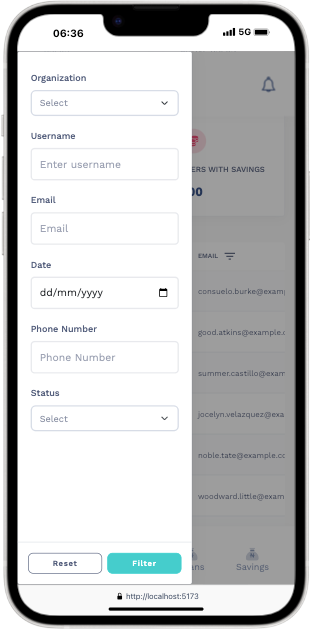 06:36
5G
Organization
Select
Username
Enter username
Email
Email
Date
dd/mm/yyyy
Phone Number
Phone Number
Status
Select
Reset
Filter
ERS WITH SAVINGS
00
EMAIL
consuelo.burke@exam
good.atkins@example.c
summer.castillo@exam
jocelyn.velazquez@exa
noble.tate@example.co
woodward.little@exam
ans
Savings
http://localhost:5173